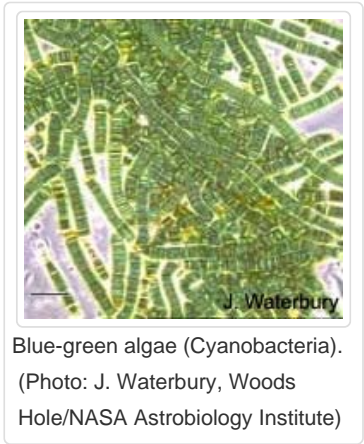 J. Waterbury
Blue-green algae (Cyanobacteria).
(Photo: J. Waterbury, Woods
Hole/NASA Astrobiology Institute)